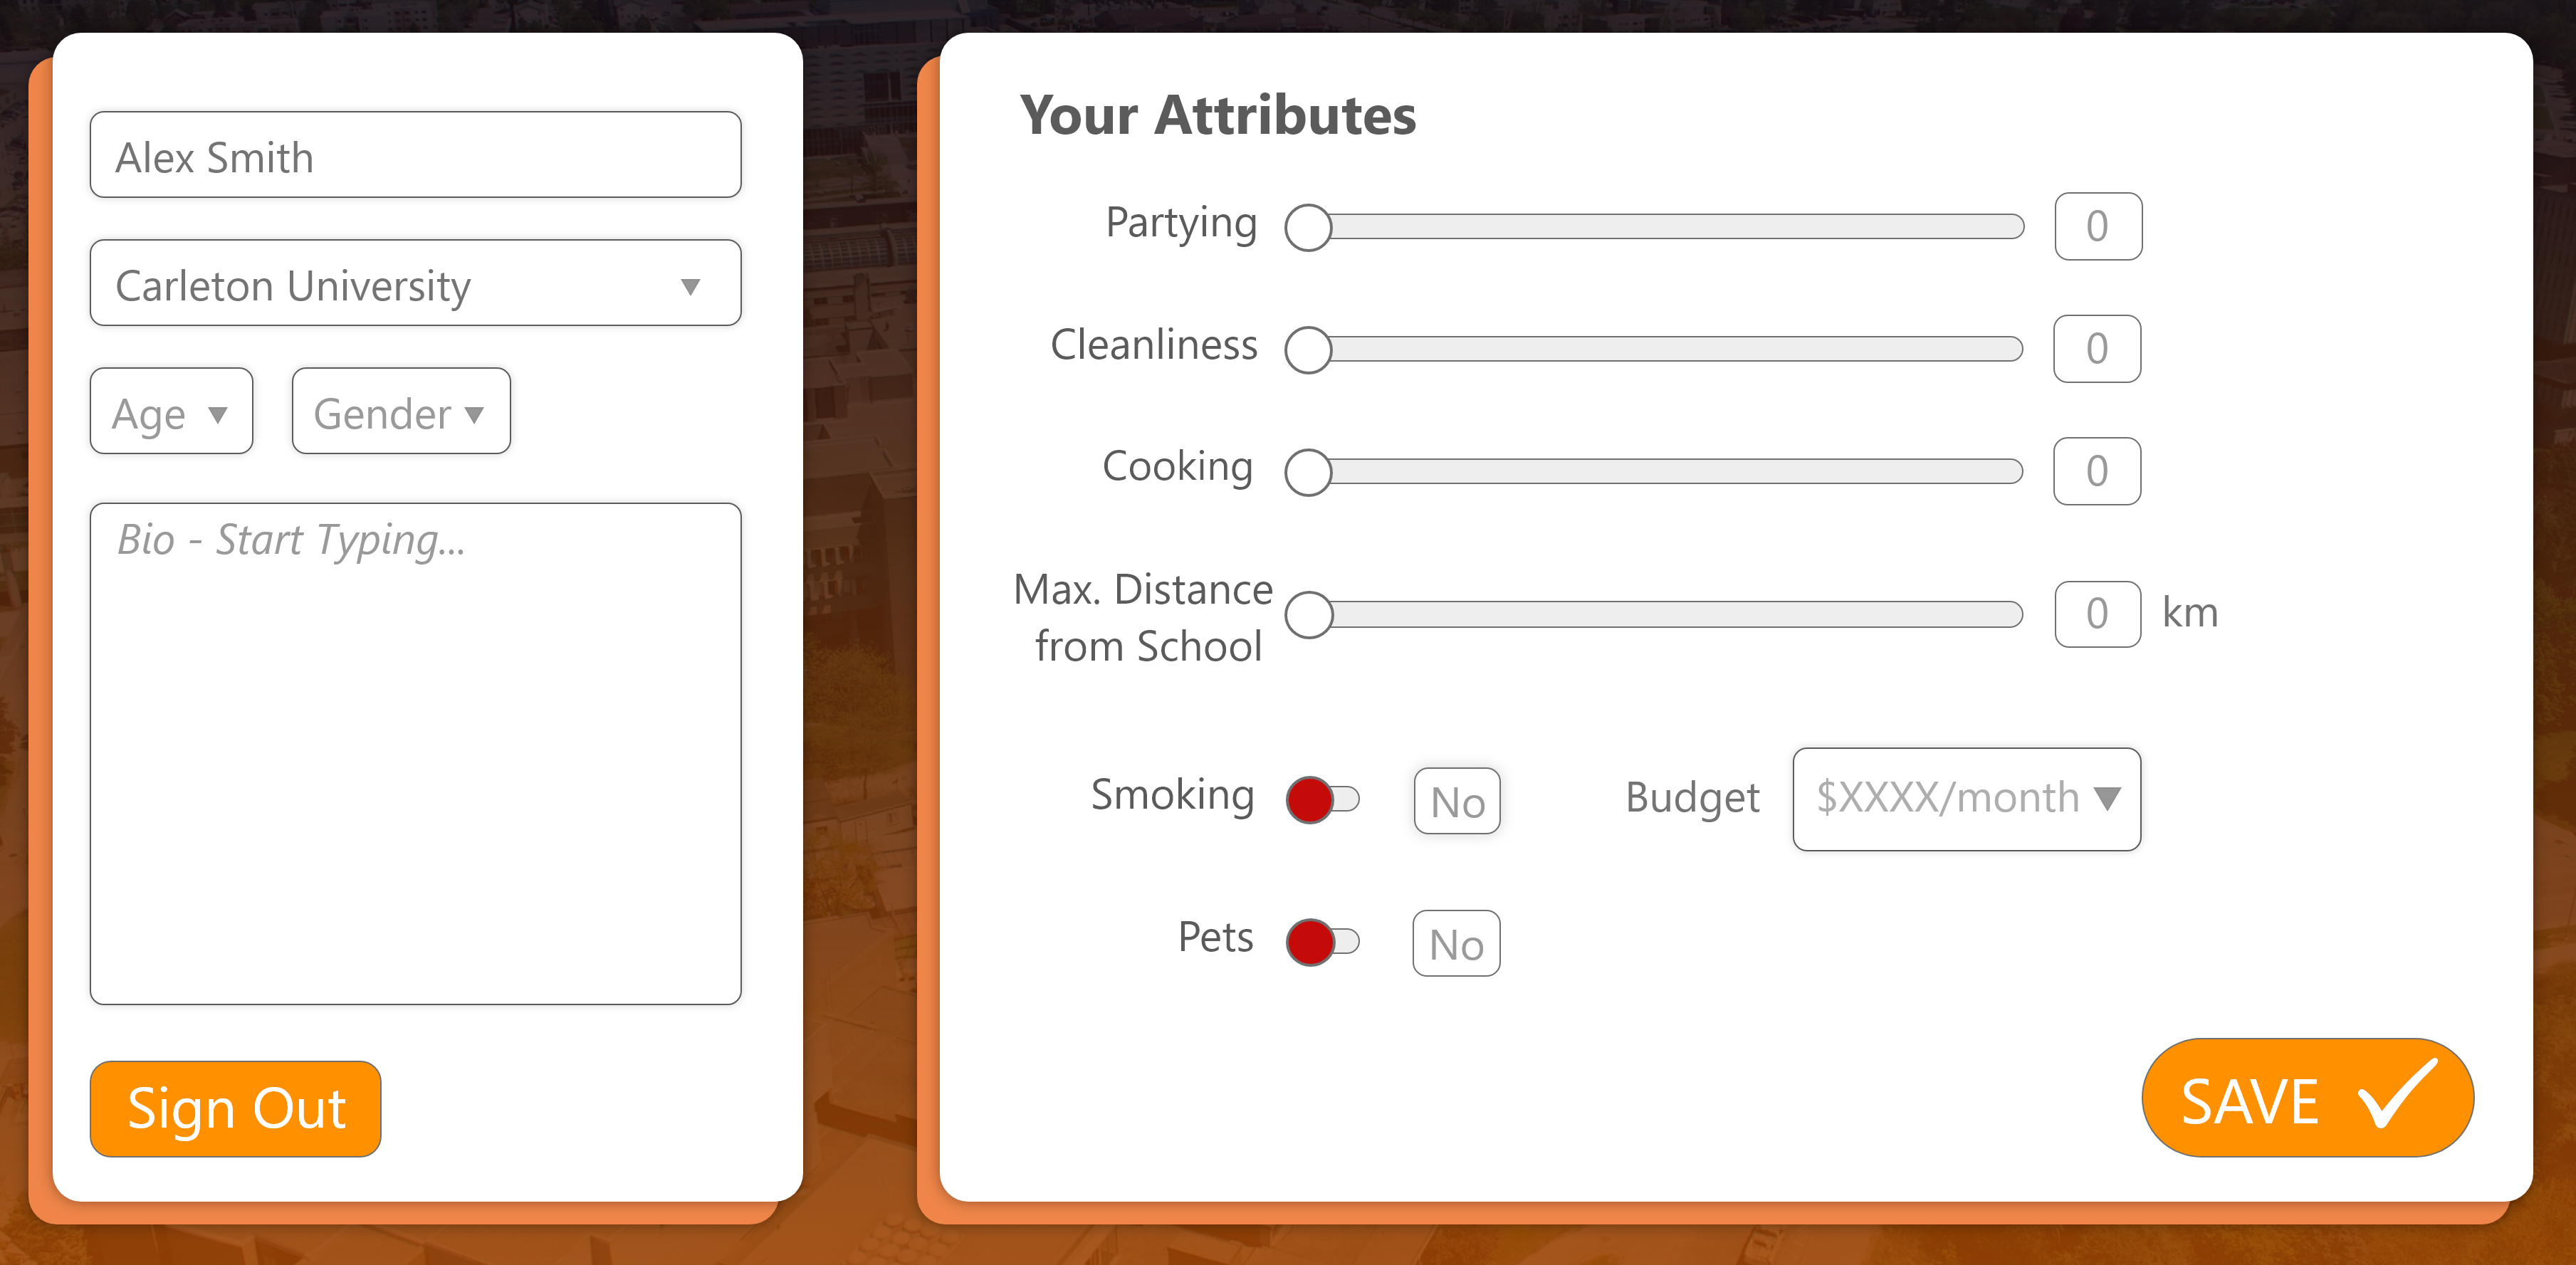 Alex Smith
Carleton University
Age
Gender
Bio - Start Typing...
Sign Out
Your Attributes
Partying
0
Cleanliness
0
Cooking
0
Max. Distance
from School
0 km
Smoking
No
Budget
$XXXX/month
Pets
No
SAVE